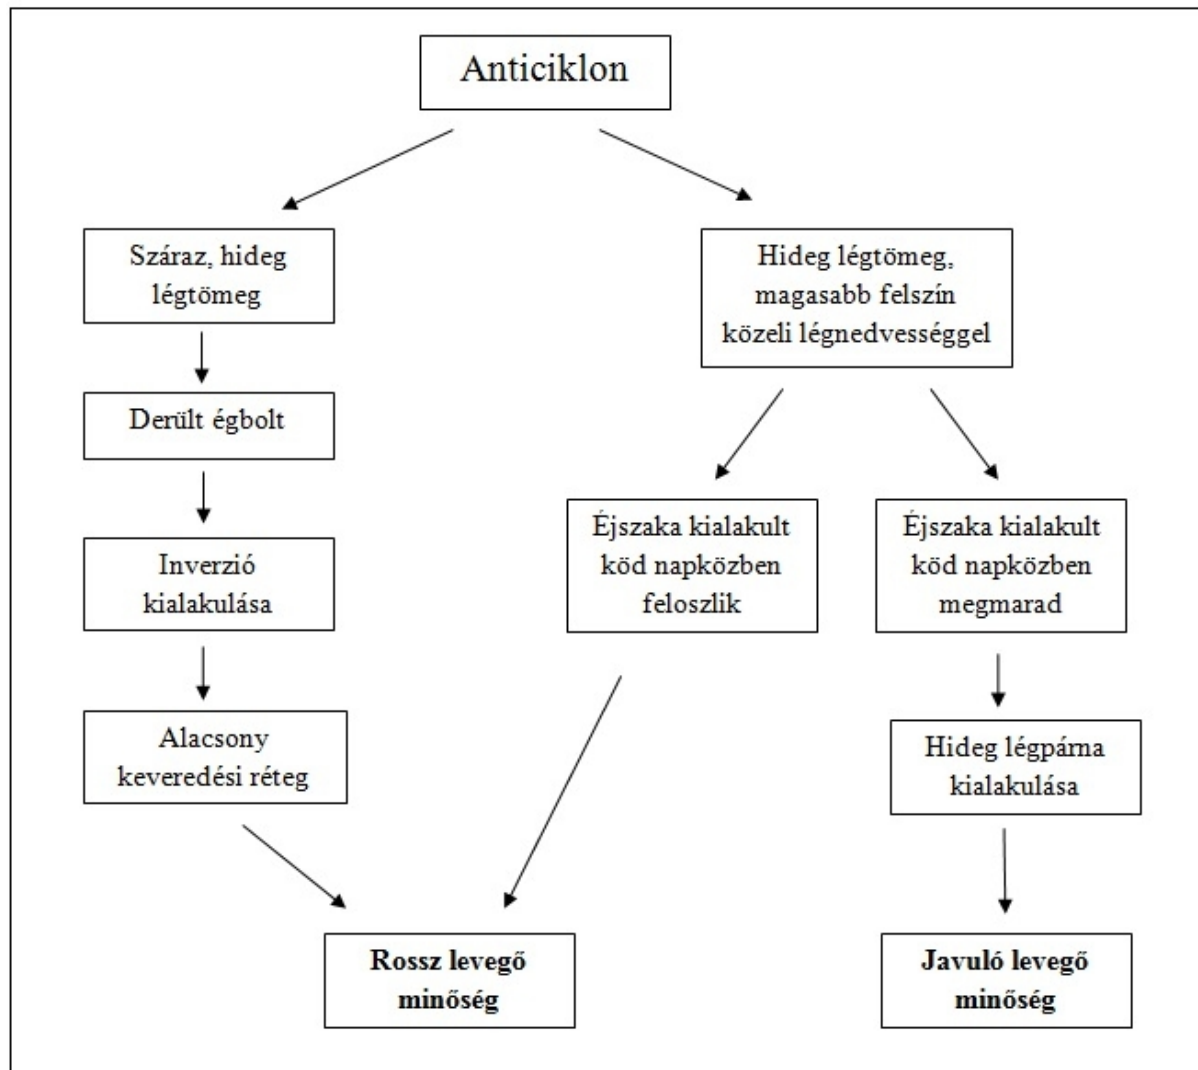 Anticiklon
Száraz, hideg
légtömeg
Hideg légtömeg,
magasabb felszín
közeli légnedvességgel
Derült égbolt
Éjszaka kialakult
köd napközben
feloszlik
Éjszaka kialakult
köd napközben
megmarad
Inverzió
kialakulása
Alacsony
keveredési réteg
Hideg légpárna
kialakulása
Rossz levegő
minőség
Javuló levegő
minőség